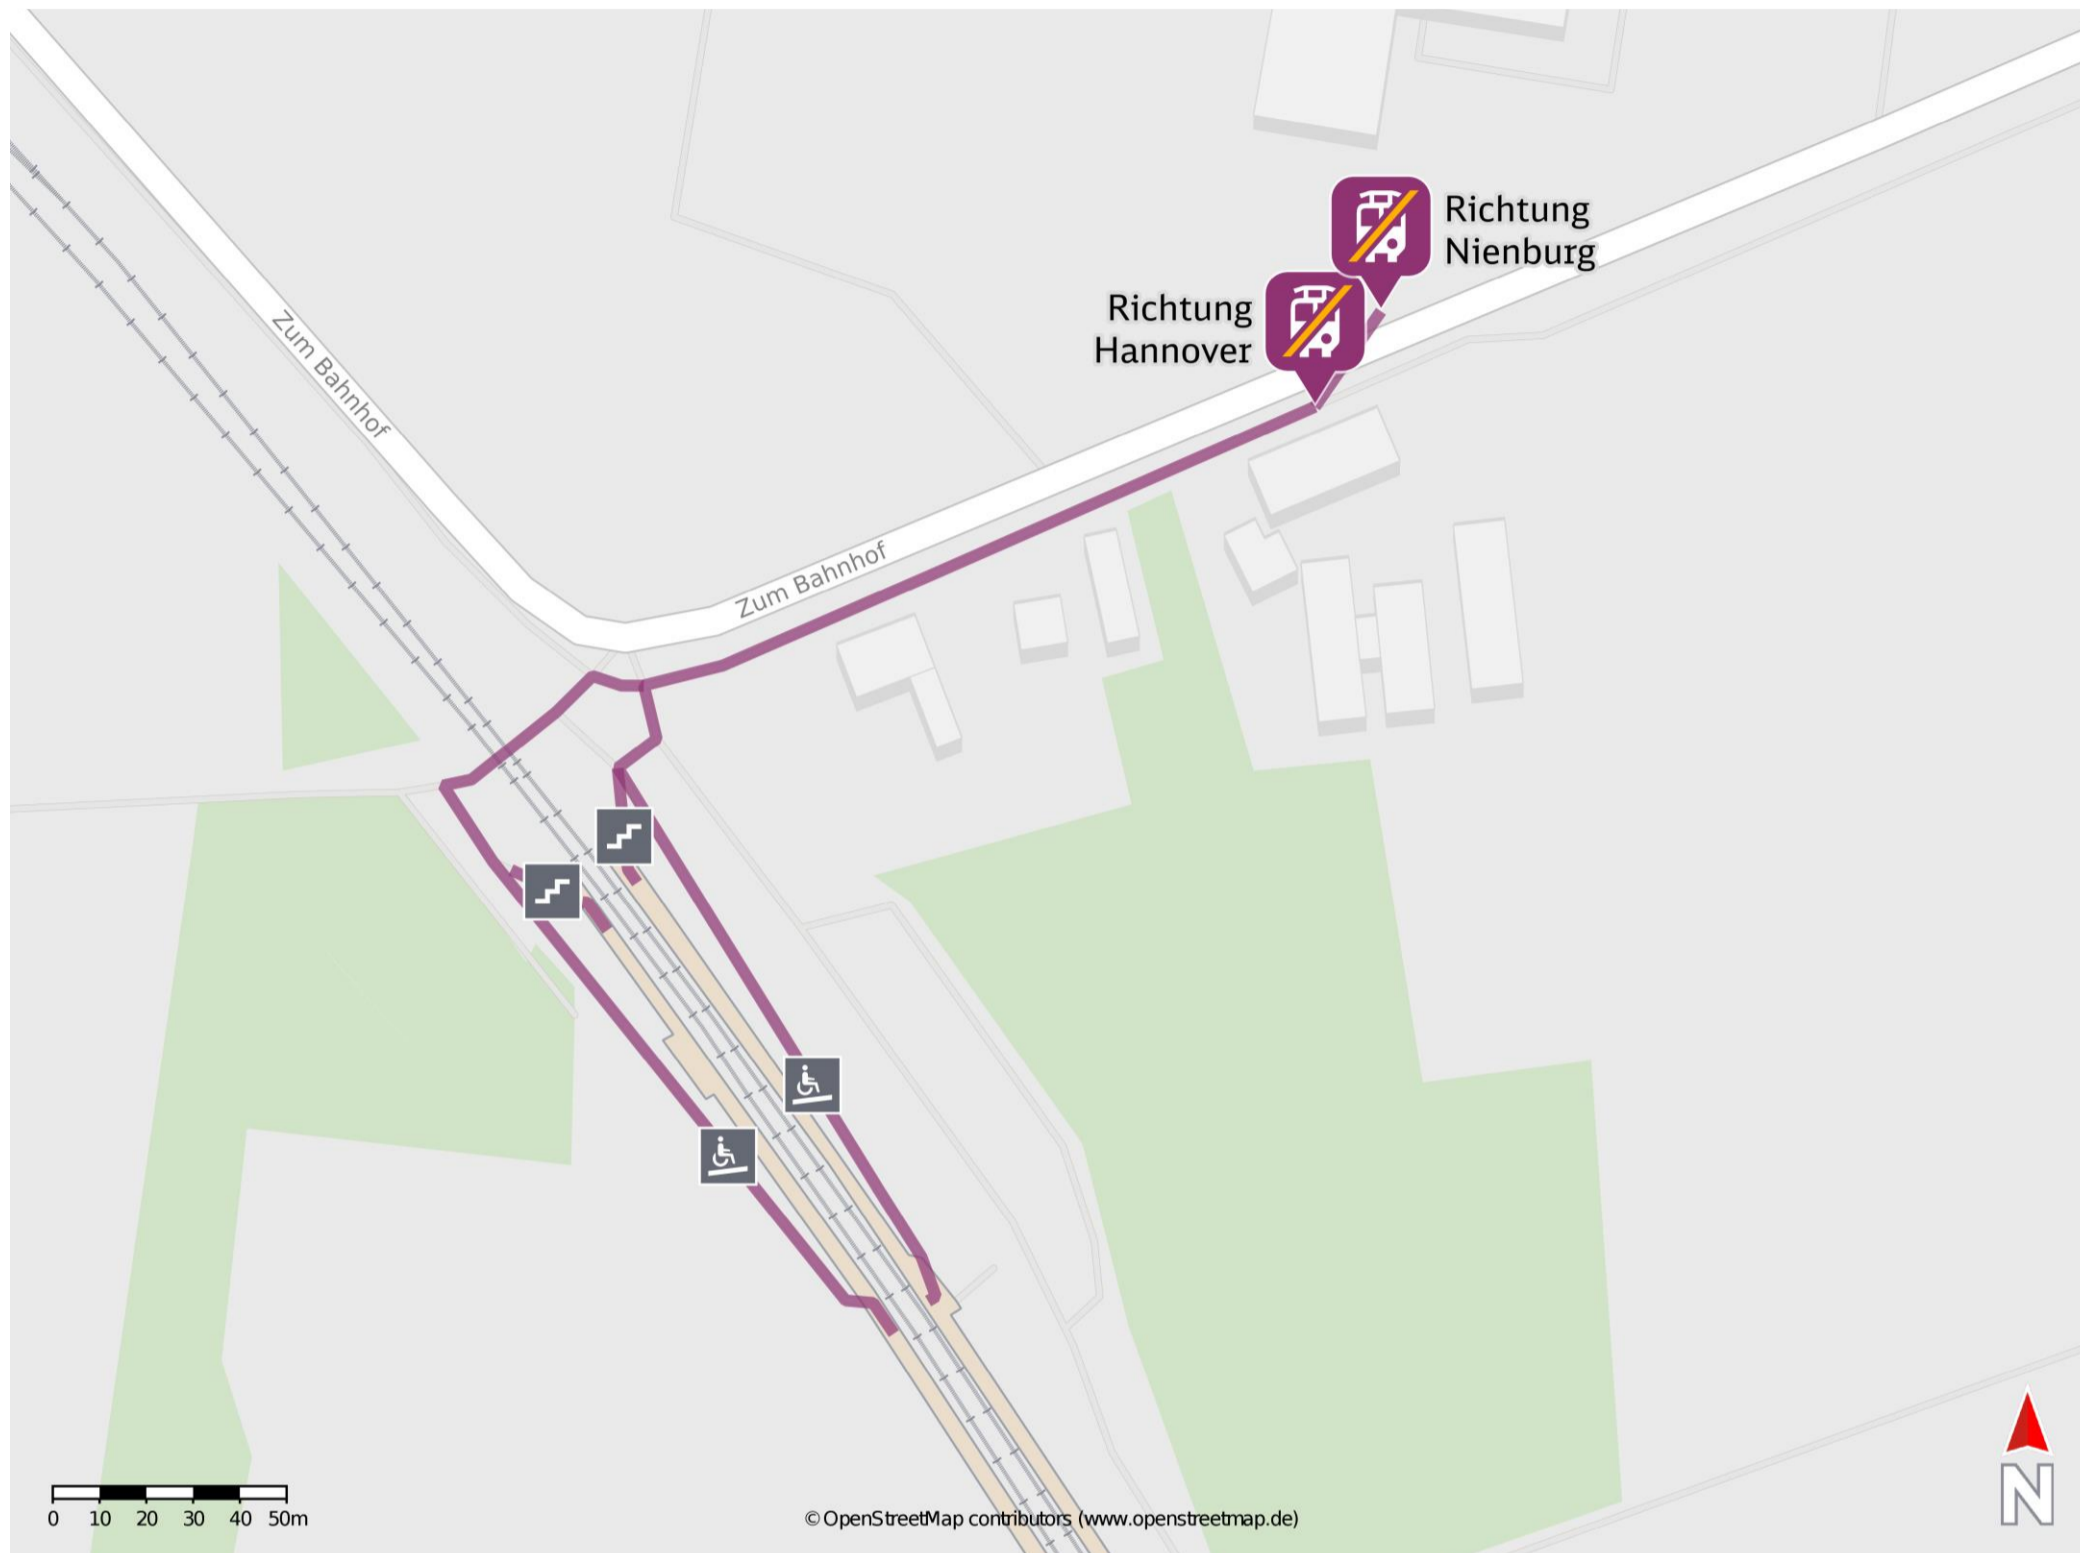 Richtung
Nienburg
Richtung
Hannover
Zum Bahnhof
Zum Bahnhof
0 10 20 30 40 50m
© OpenStreetMap contributors (www.openstreetmap.de)
N